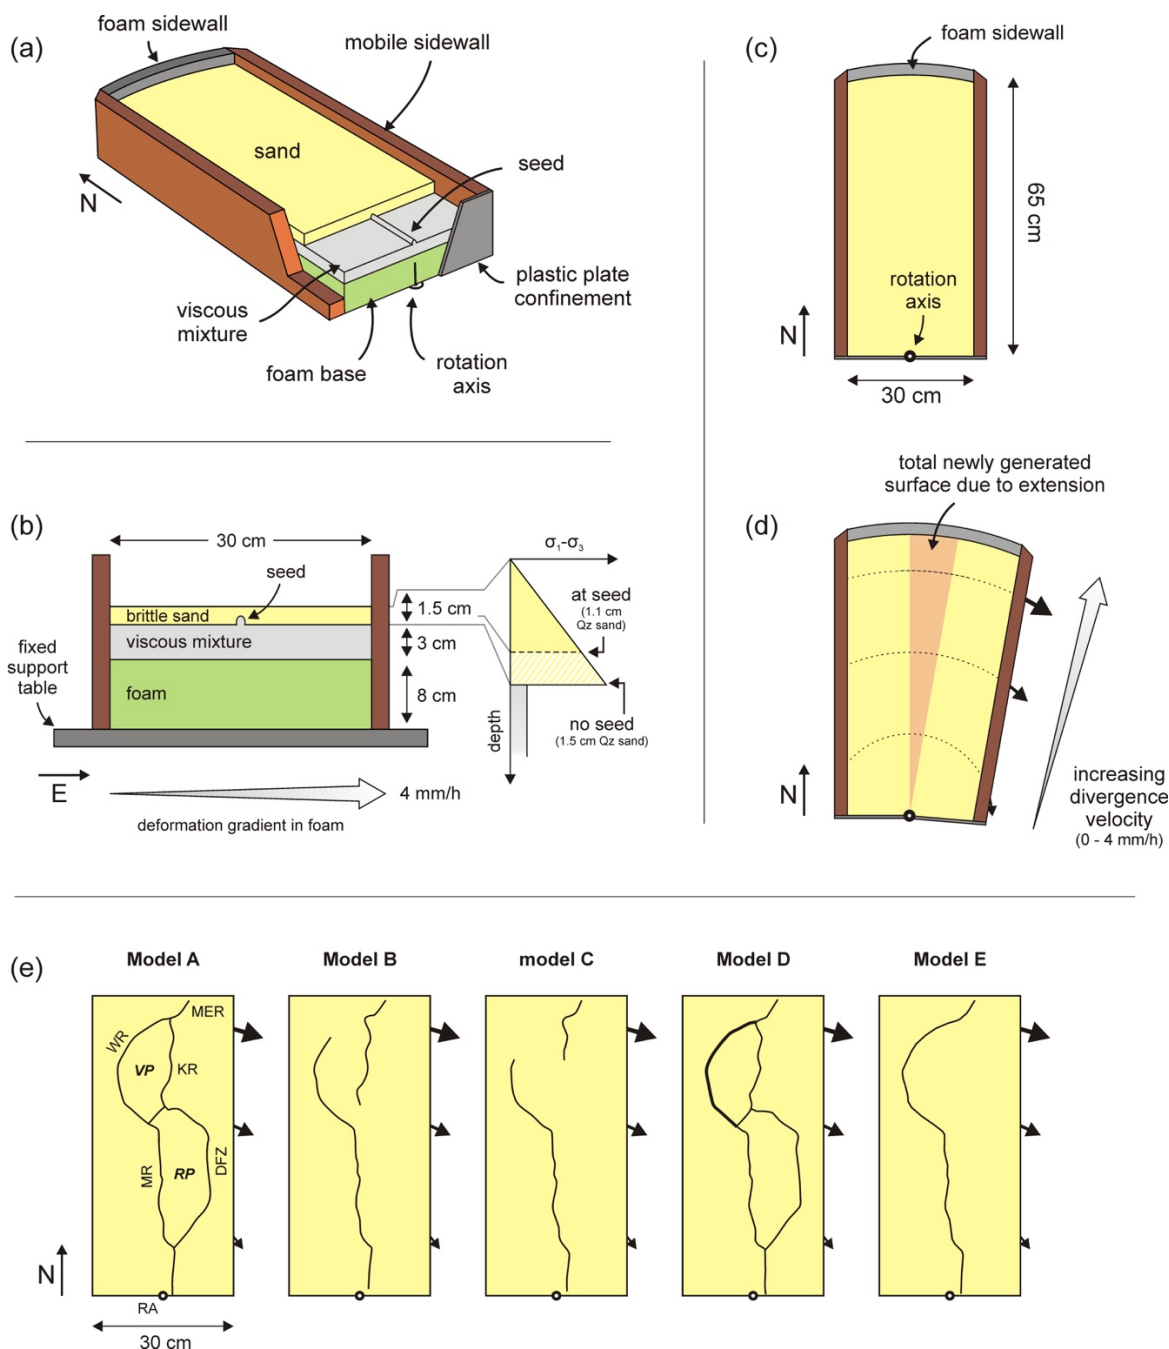 (a)
foam sidewall
mobile sidewall
sand
seed
N
viscous
mixture
foam base
rotation
axis
plastic plate
confinement
(b)
30 cm
seed
brittle sand
viscous mixture
foam
fixed
support
table
1.5 cm
3 cm
8 cm
E
4 mm/h
deformation gradient in foam
σ₁-σ₃
at seed
(1.1 cm
Qz sand)
no seed
(1.5 cm Qz sand)
depth
(c)
foam sidewall
65 cm
rotation
axis
N
30 cm
(d)
total newly generated
surface due to extension
N
increasing
divergence
velocity
(0 - 4 mm/h)
(e)
Model A
Model B
model C
Model D
Model E
MER
WR
VP
KR
MR
RP
DFZ
N
RA
30 cm